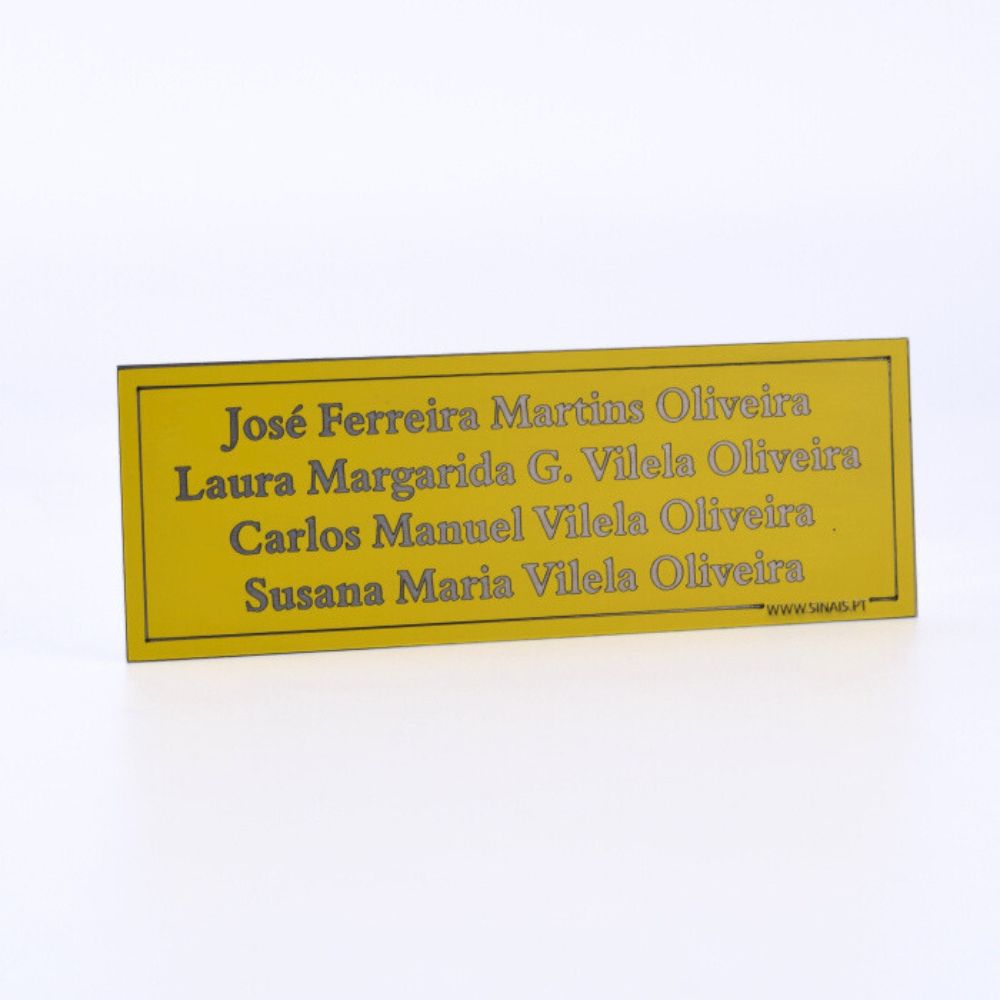 José Ferreira Martins Oliveira
Laura Margarida G. Vilela Oliveira
Carlos Manuel Vilela Oliveira
Susana Maria Vilela Oliveira
WWW.SINAIS.PT